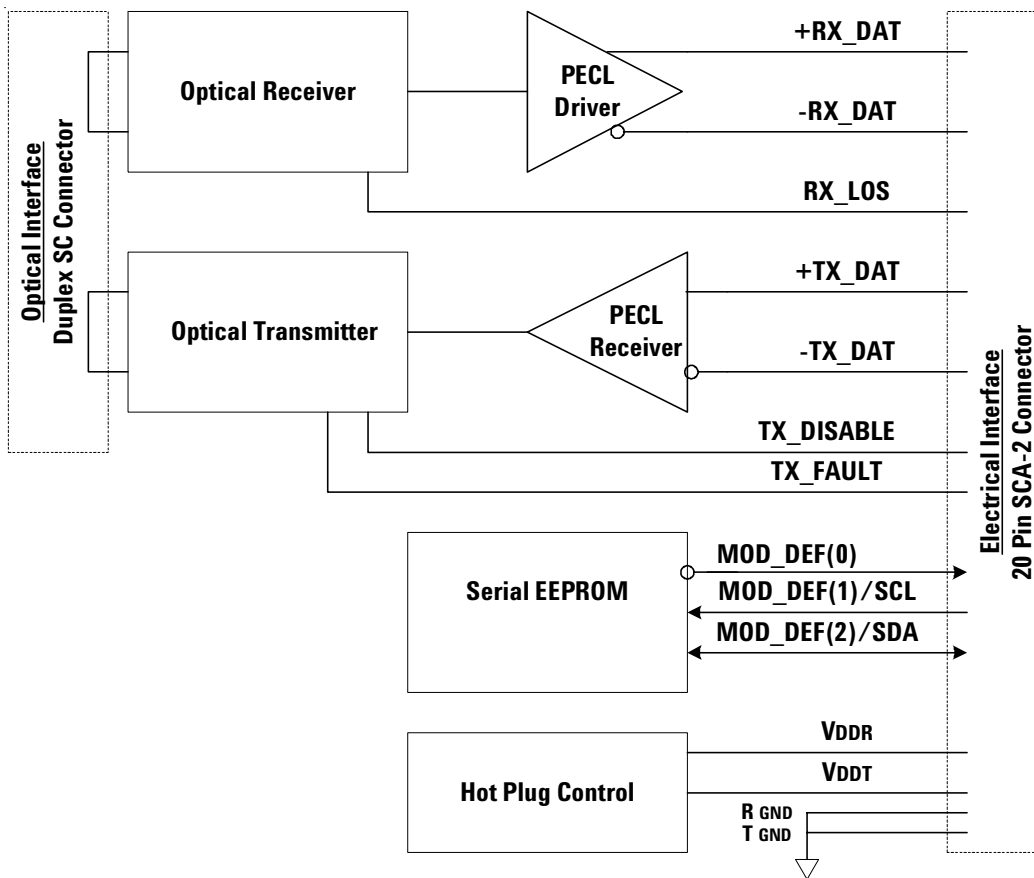 Optical Interface
Duplex SC Connector
Optical Receiver
PECL
Driver
+RX_DAT
-RX_DAT
RX_LOS
Optical Transmitter
PECL
Receiver
+TX_DAT
-TX_DAT
TX_DISABLE
TX_FAULT
Serial EEPROM
MOD_DEF(0)
MOD_DEF(1)/SCL
MOD_DEF(2)/SDA
Hot Plug Control
VDDR
VDDT
R GND
T GND
Electrical Interface
20 Pin SCA-2 Connector